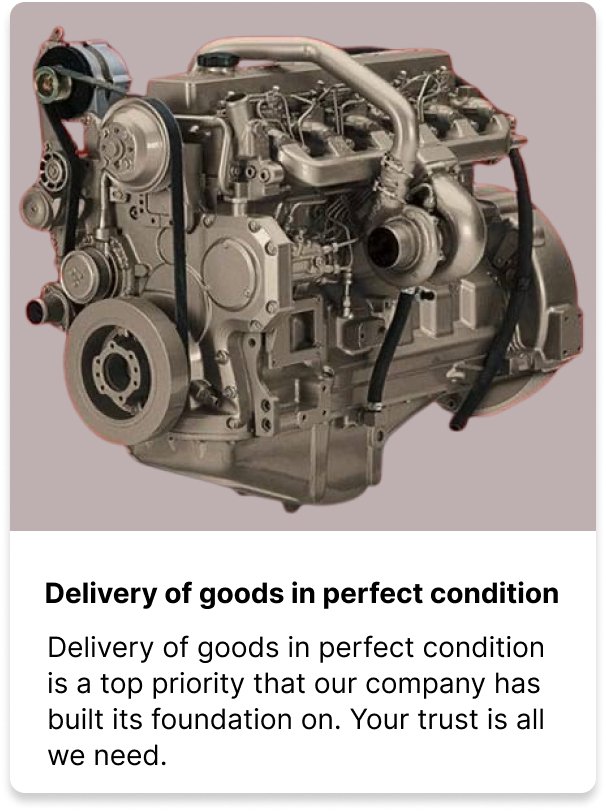 Delivery of goods in perfect condition
Delivery of goods in perfect condition
is a top priority that our company has
built its foundation on. Your trust is all
we need.